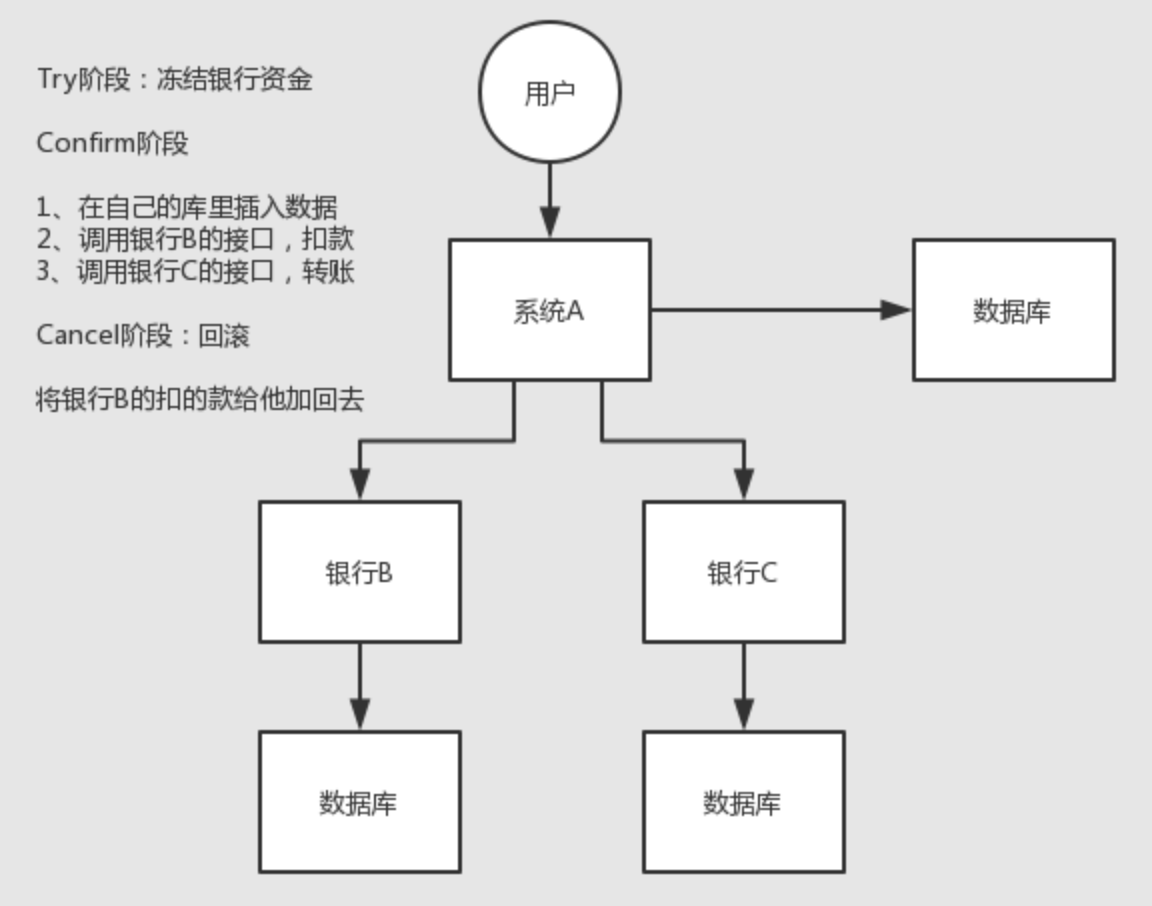 Try阶段：冻结银行资金
Confirm阶段
1、在自己的库里插入数据
2、调用银行B的接口，扣款
3、调用银行C的接口，转账
Cancel阶段：回滚
将银行B的扣的款给他加回去
用户
系统A
数据库
银行B
银行C
数据库
数据库